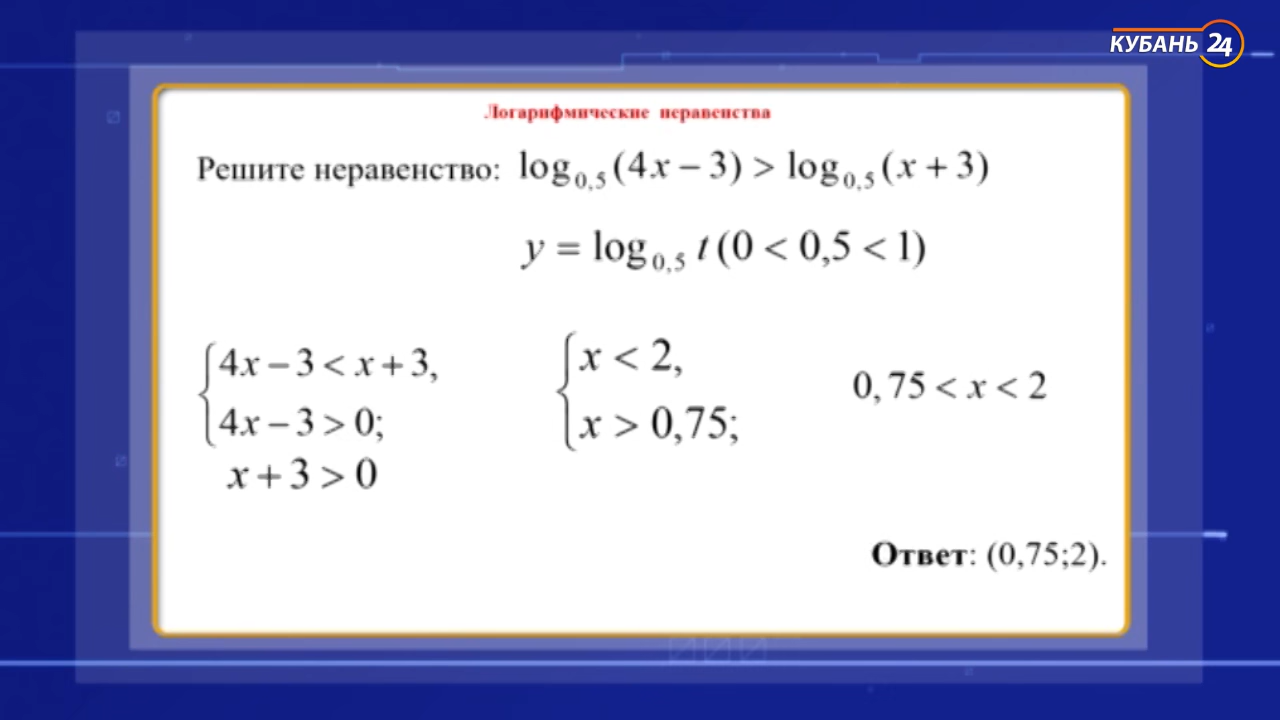 КУБАНЬ 24
Логарифмические неравенства
Решите неравенство: log₀,₅(4x − 3) > log₀,₅(x + 3)
y = log₀,₅ t (0 < 0,5 < 1)
4x − 3 < x + 3,
4x − 3 > 0;
x + 3 > 0
x < 2,
x > 0,75;
0,75 < x < 2
Ответ: (0,75;2).